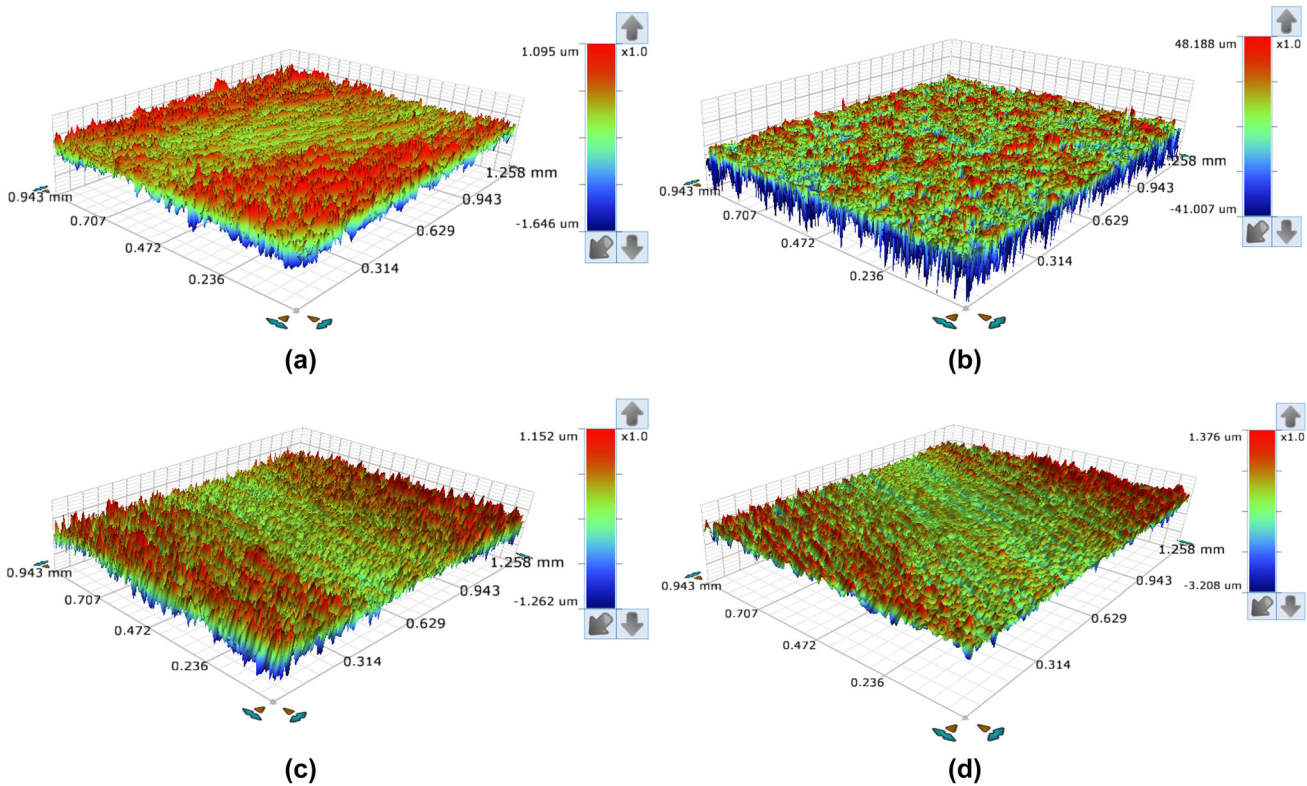 1.095 um
x1.0
-1.646 um
0.943 mm
0.707
0.472
0.236
0.314
0.629
0.943
1.258 mm
(a)
48.188 um
x1.0
-41.007 um
0.943 mm
0.707
0.472
0.236
0.314
0.629
0.943
.258 mm
(b)
1.152 um
x1.0
-1.262 um
0.943 mm
0.707
0.472
0.236
0.314
0.629
0.943
1.258 mm
(c)
1.376 um
x1.0
-3.208 um
0.943 mm
0.707
0.472
0.236
0.314
0.629
0.943
1.258 mm
(d)